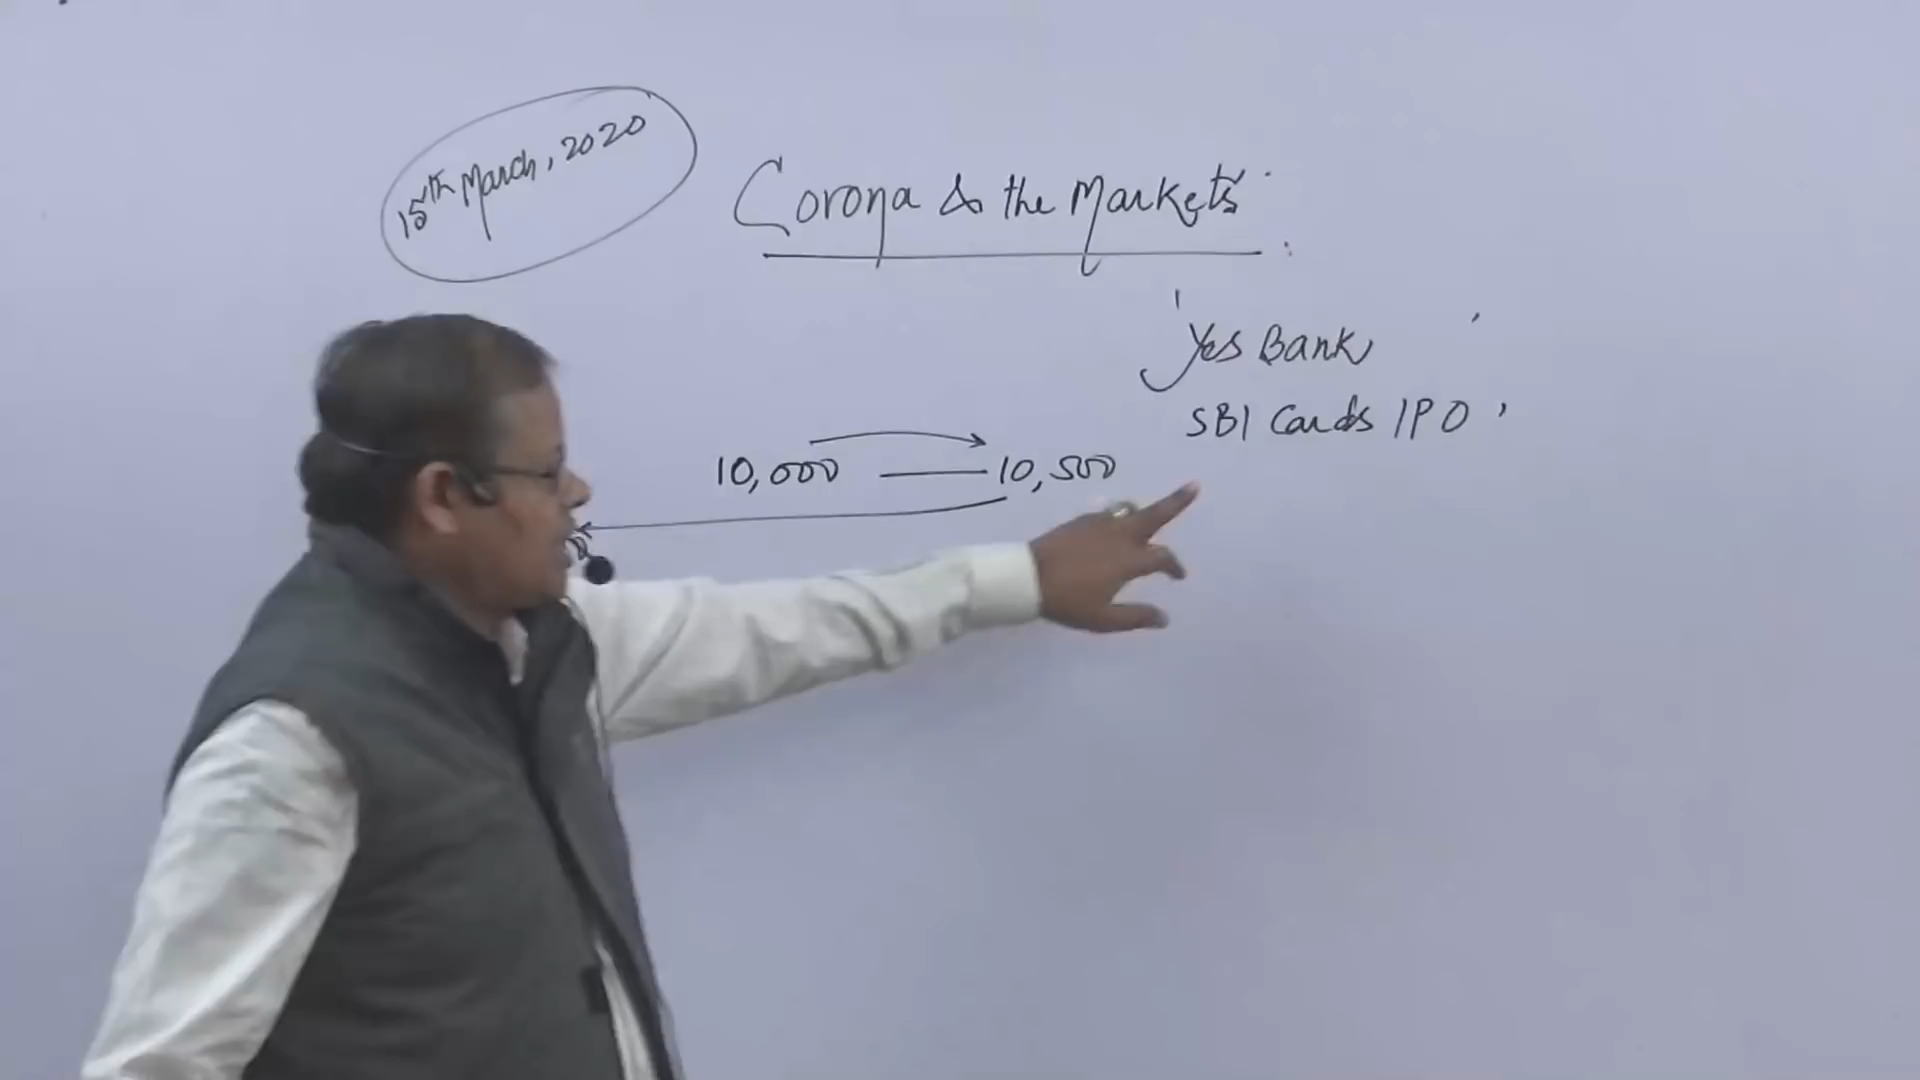 15th March, 2020
Corona & the Markets
Yes Bank
SBI Cards IPO
10,000 — 10,500